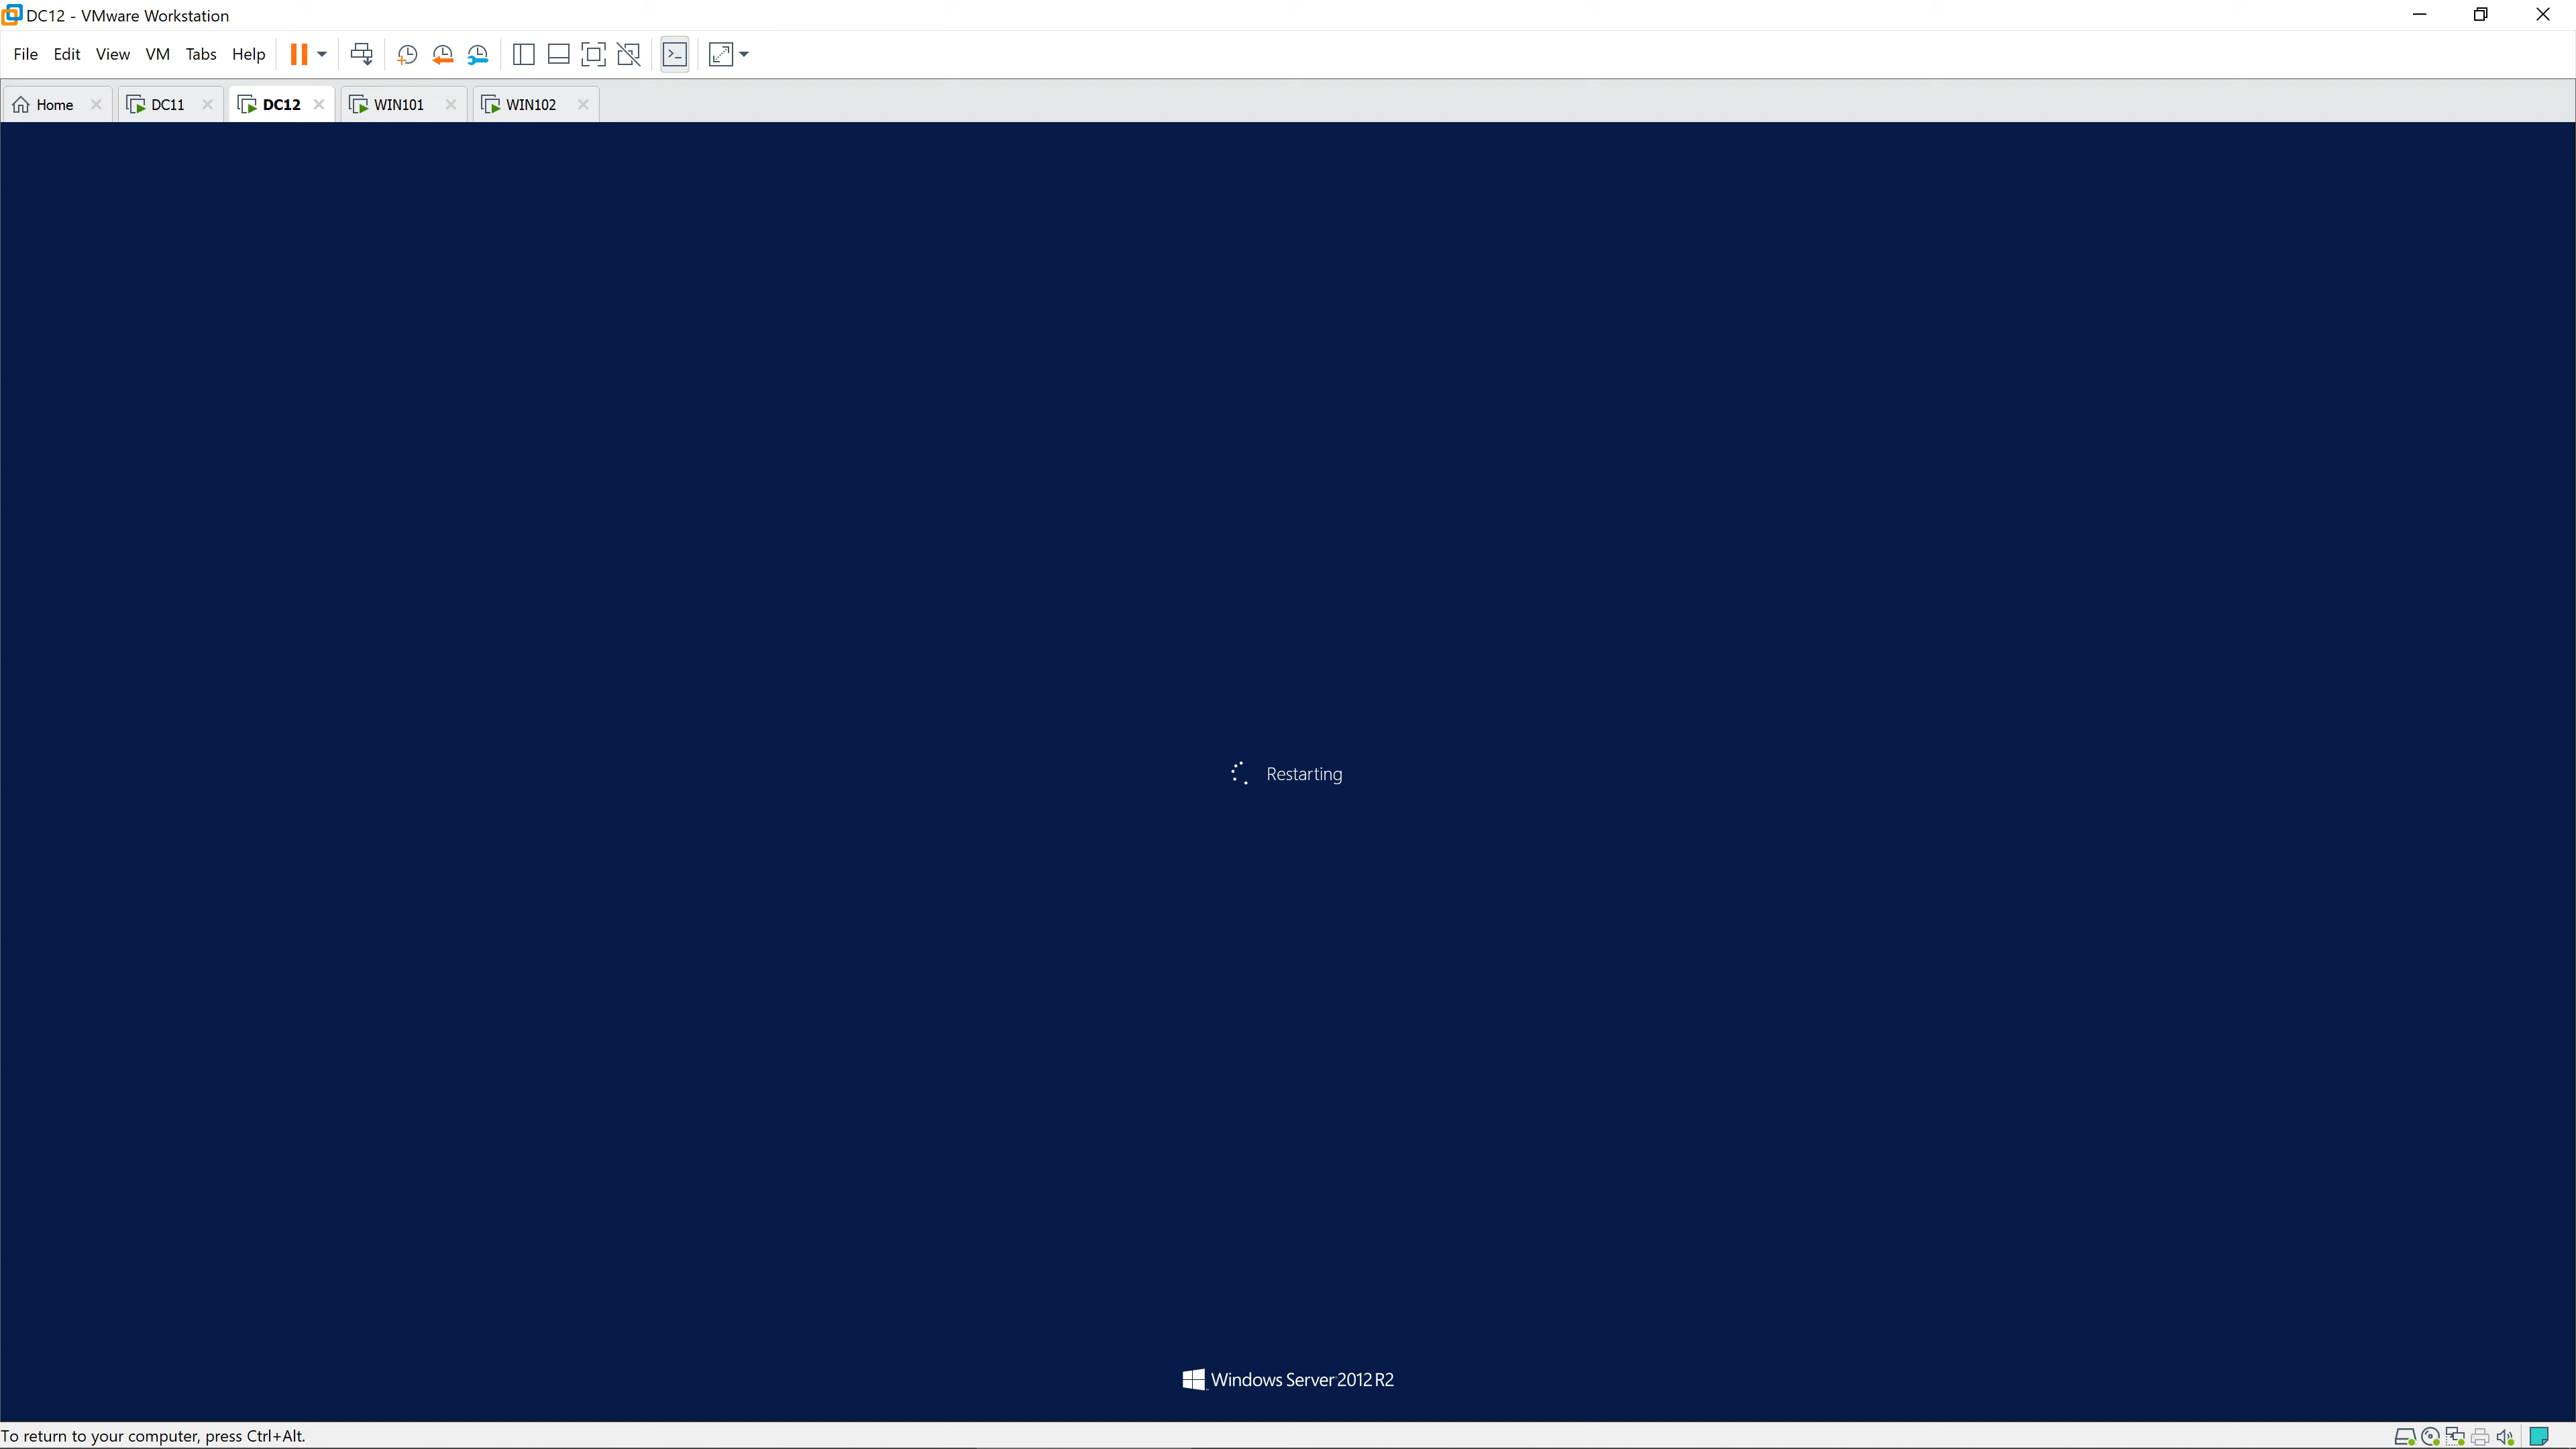 DC12 - VMware Workstation
File Edit View VM Tabs Help
Home DC11 DC12 WIN101 WIN102
Restarting
Windows Server 2012 R2
To return to your computer, press Ctrl+Alt.